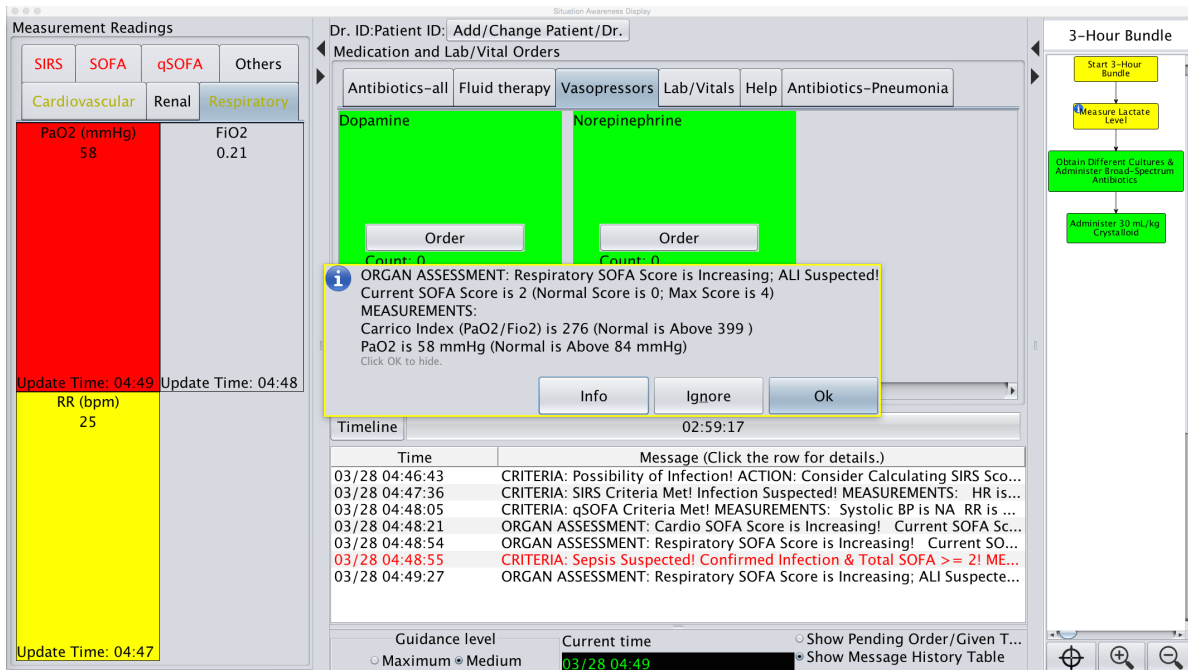 Situation Awareness Display
Measurement Readings
SIRS
SOFA
qSOFA
Others
Cardiovascular
Renal
Respiratory
PaO2 (mmHg)
58
Update Time: 04:49
FiO2
0.21
Update Time: 04:48
RR (bpm)
25
Update Time: 04:47
Dr. ID:Patient ID: Add/Change Patient/Dr.
Medication and Lab/Vital Orders
Antibiotics-all
Fluid therapy
Vasopressors
Lab/Vitals
Help
Antibiotics-Pneumonia
Dopamine
Order
Count: 0
Norepinephrine
Order
Count: 0
ORGAN ASSESSMENT: Respiratory SOFA Score is Increasing; ALI Suspected!
Current SOFA Score is 2 (Normal Score is 0; Max Score is 4)
MEASUREMENTS:
Carrico Index (PaO2/Fio2) is 276 (Normal is Above 399 )
PaO2 is 58 mmHg (Normal is Above 84 mmHg)
Click OK to hide.
Info
Ignore
Ok
Timeline
02:59:17
Time Message (Click the row for details.)
03/28 04:46:43 CRITERIA: Possibility of Infection! ACTION: Consider Calculating SIRS Sco...
03/28 04:47:36 CRITERIA: SIRS Criteria Met! Infection Suspected! MEASUREMENTS: HR is...
03/28 04:48:05 CRITERIA: qSOFA Criteria Met! MEASUREMENTS: Systolic BP is NA RR is ...
03/28 04:48:21 ORGAN ASSESSMENT: Cardio SOFA Score is Increasing! Current SOFA Sc...
03/28 04:48:54 ORGAN ASSESSMENT: Respiratory SOFA Score is Increasing! Current SO...
03/28 04:48:55 CRITERIA: Sepsis Suspected! Confirmed Infection & Total SOFA >= 2! ME...
03/28 04:49:27 ORGAN ASSESSMENT: Respiratory SOFA Score is Increasing; ALI Suspecte...
Guidance level
Maximum Medium
Current time
03/28 04:49
Show Pending Order/Given T...
Show Message History Table
3-Hour Bundle
Start 3-Hour
Bundle
Measure Lactate
Level
Obtain Different Cultures &
Administer Broad-Spectrum
Antibiotics
Administer 30 mL/kg
Crystalloid